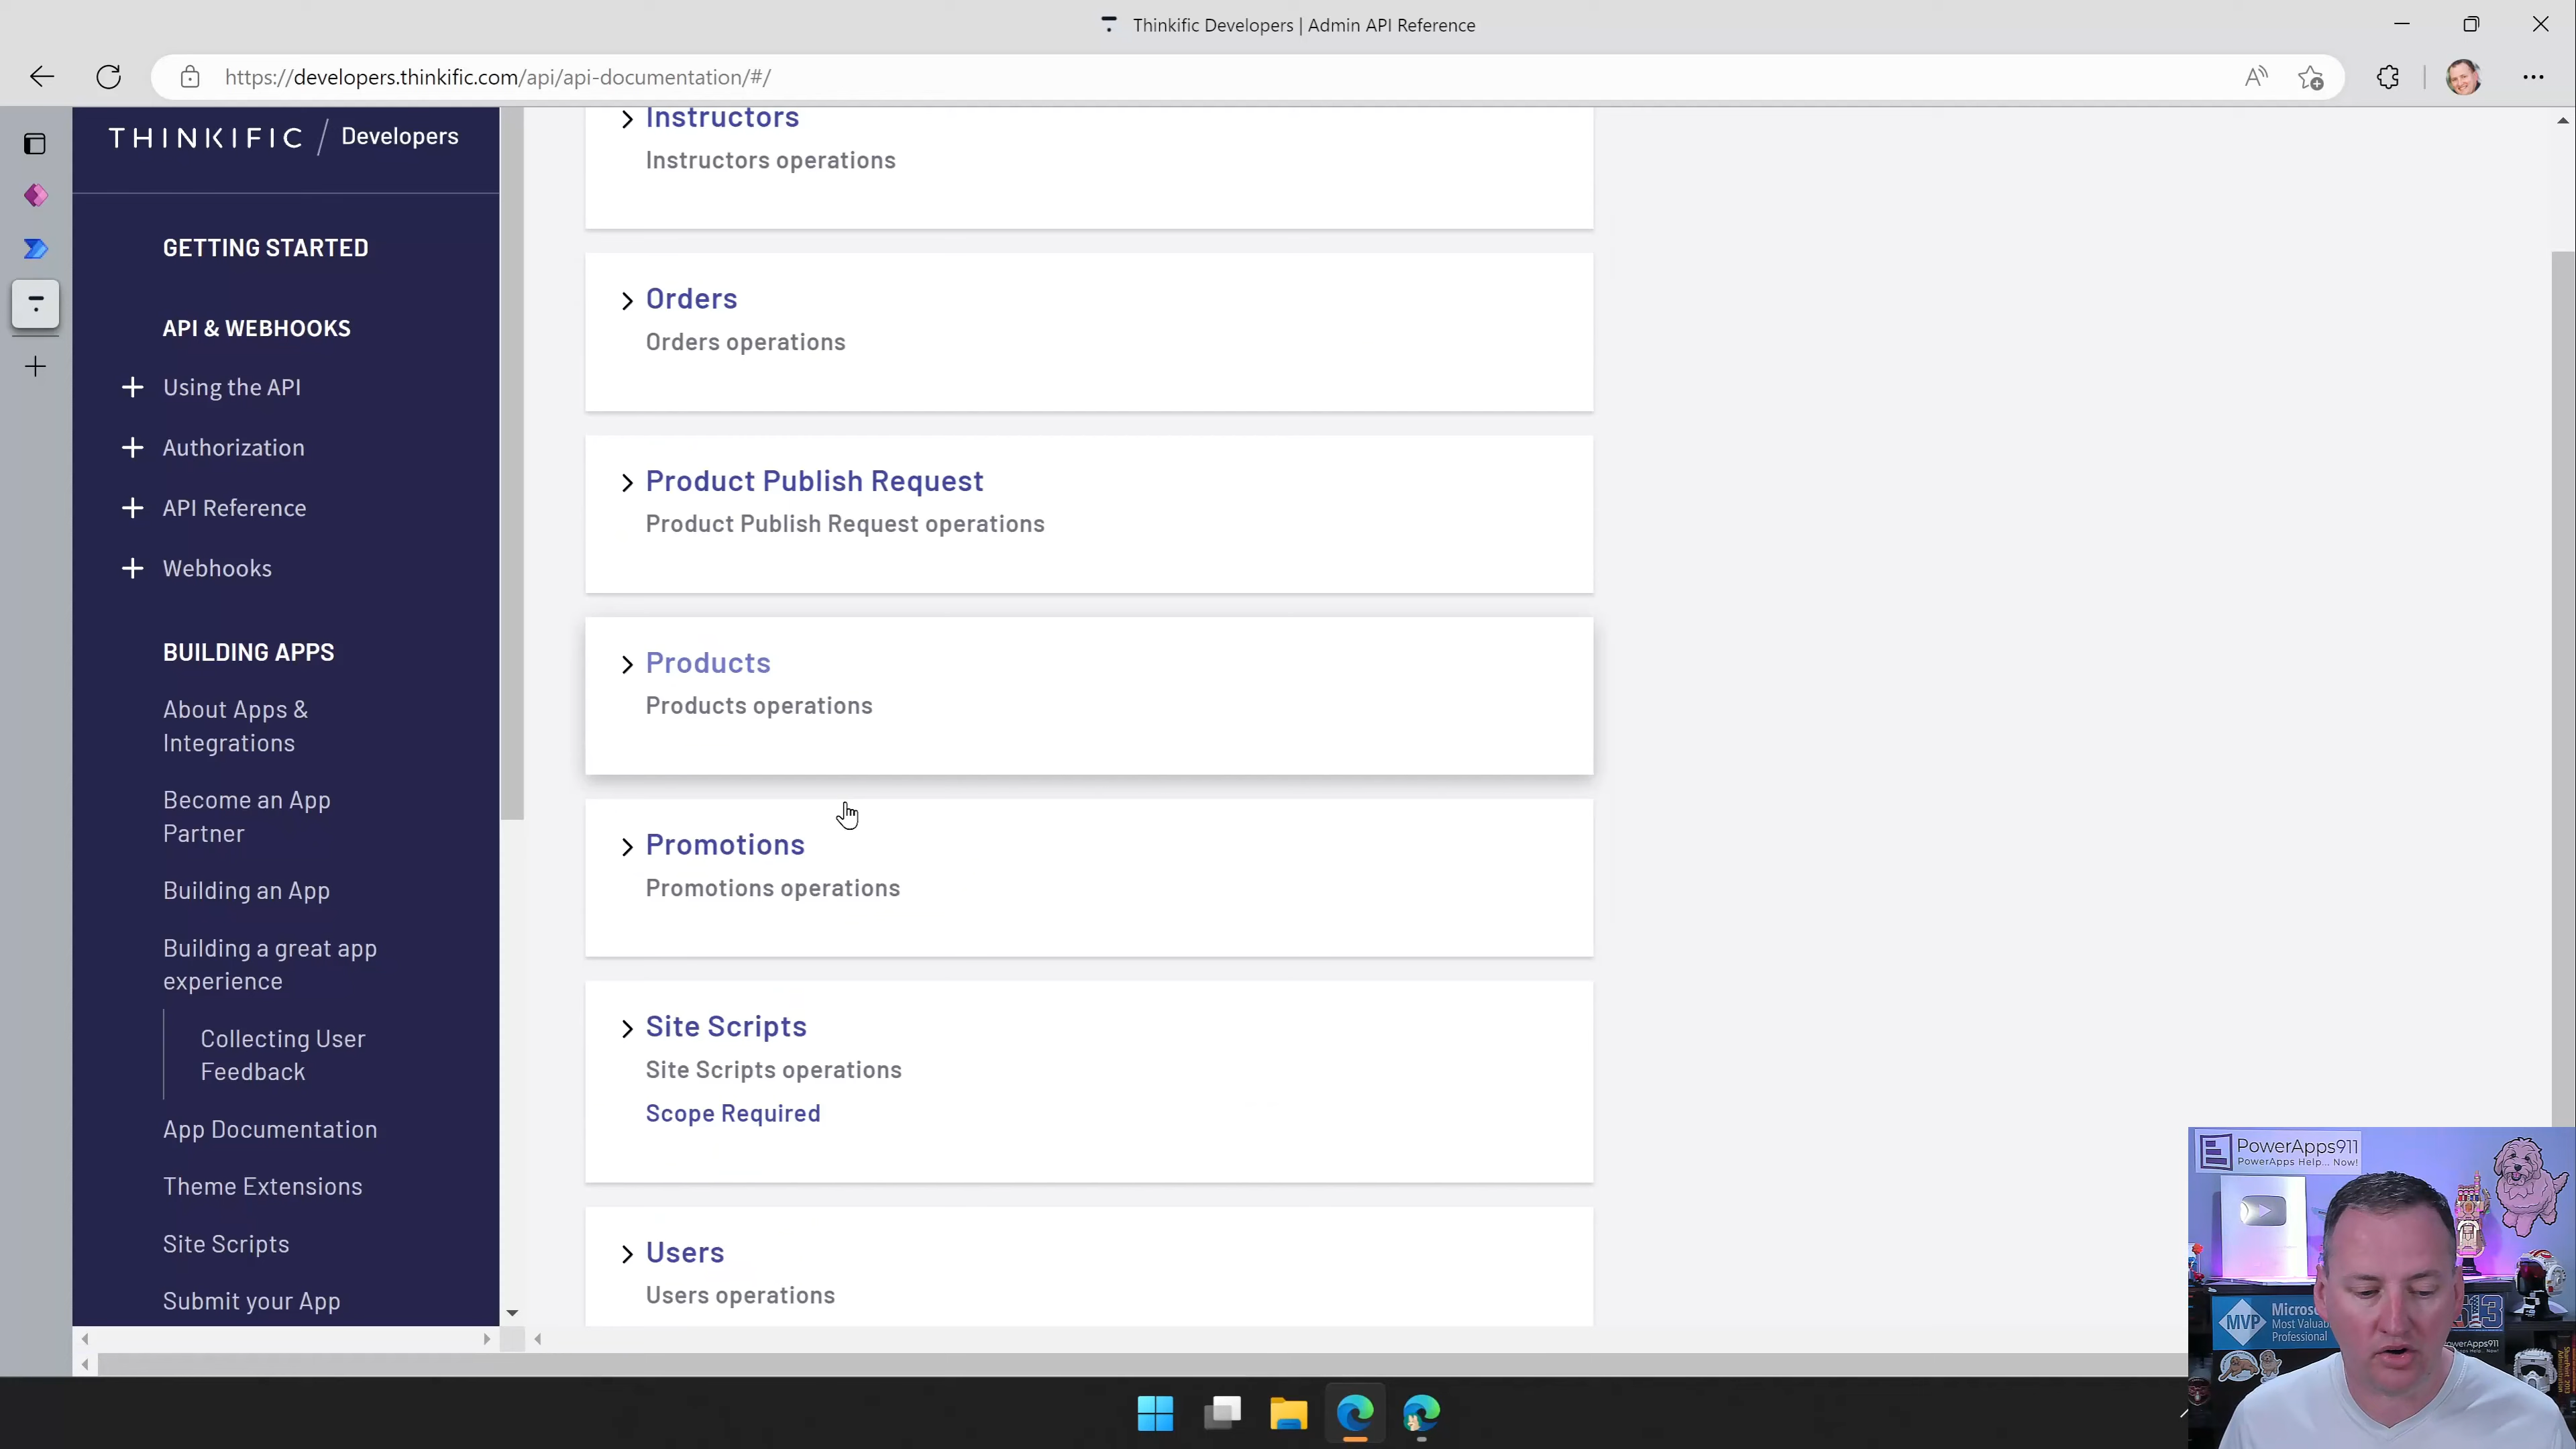 Thinkific Developers | Admin API Reference
https://developers.thinkific.com/api/api-documentation/#/
THINKIFIC / Developers
GETTING STARTED
API & WEBHOOKS
Using the API
Authorization
API Reference
Webhooks
BUILDING APPS
About Apps &
Integrations
Become an App
Partner
Building an App
Building a great app
experience
Collecting User
Feedback
App Documentation
Theme Extensions
Site Scripts
Submit your App
Instructors
Instructors operations
Orders
Orders operations
Product Publish Request
Product Publish Request operations
Products
Products operations
Promotions
Promotions operations
Site Scripts
Site Scripts operations
Scope Required
Users
Users operations
PowerApps911
PowerApps Help... Now!
MVP
Most Valuable
Professional